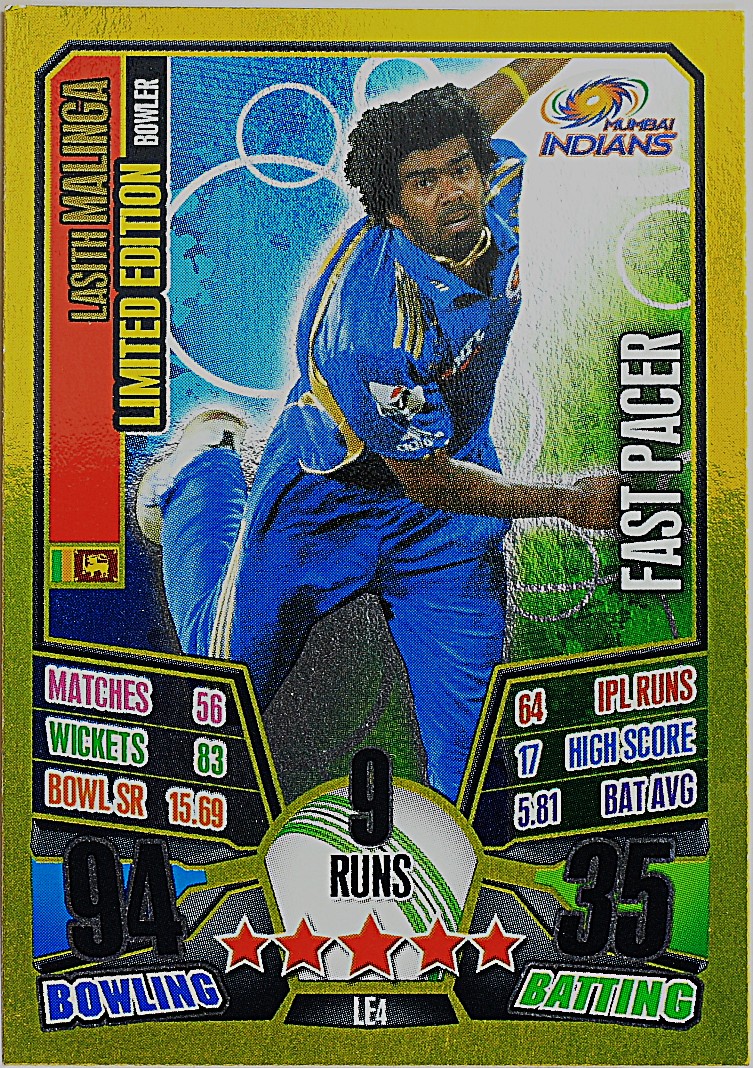 LASITH MALINGA
LIMITED EDITION
BOWLER
MUMBAI
INDIANS
FAST PACER
MATCHES 56
WICKETS 83
BOWL SR 15.69
64 IPL RUNS
17 HIGH SCORE
5.81 BAT AVG
9
RUNS
94
BOWLING
35
BATTING
LE4